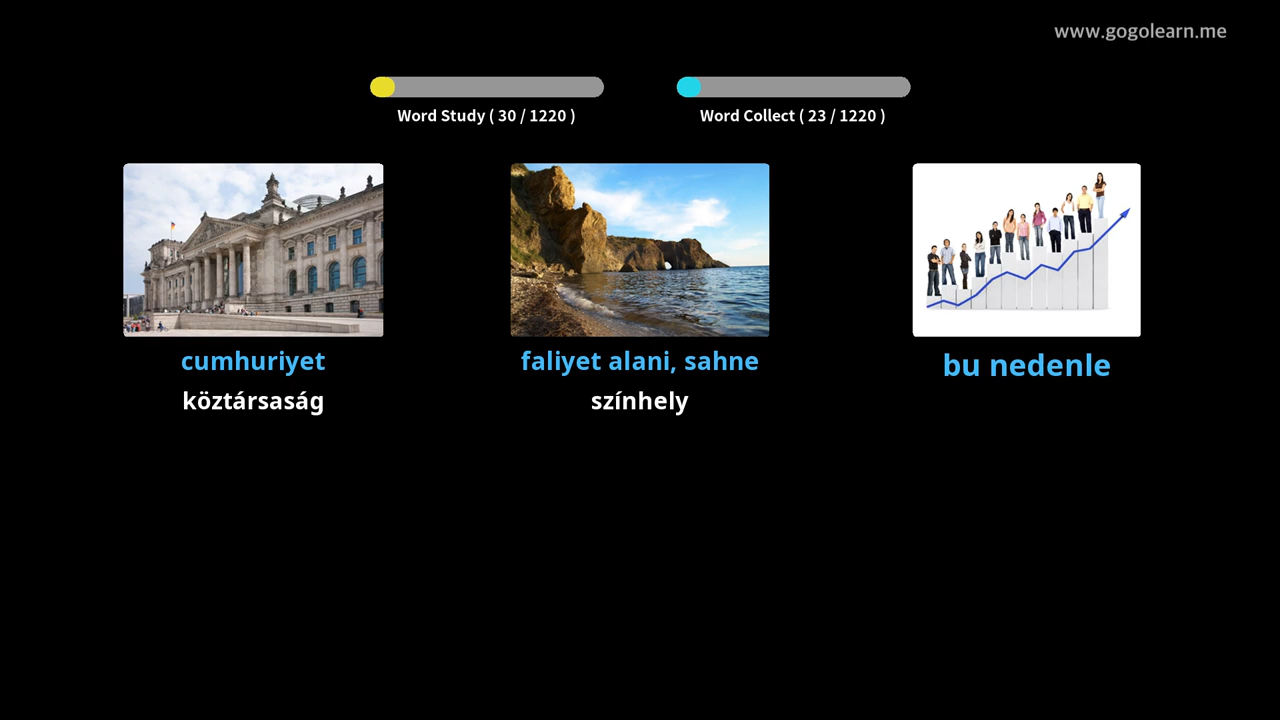 www.gogolearn.me
Word Study ( 30 / 1220 )
Word Collect ( 23 / 1220 )
cumhuriyet
köztársaság
faliyet alani, sahne
színhely
bu nedenle